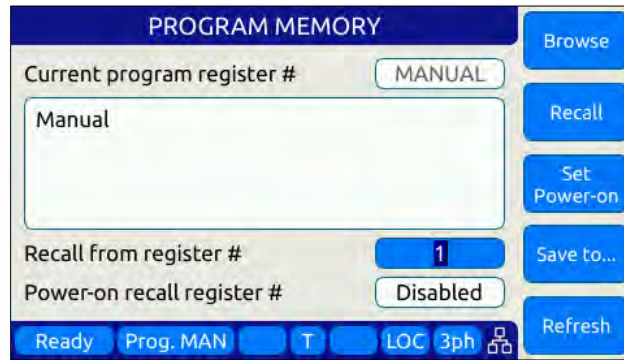 PROGRAM MEMORY
Current program register # MANUAL
Manual
Recall from register # 1
Power-on recall register # Disabled
Ready Prog. MAN T LOC 3ph
Browse
Recall
Set
Power-on
Save to...
Refresh